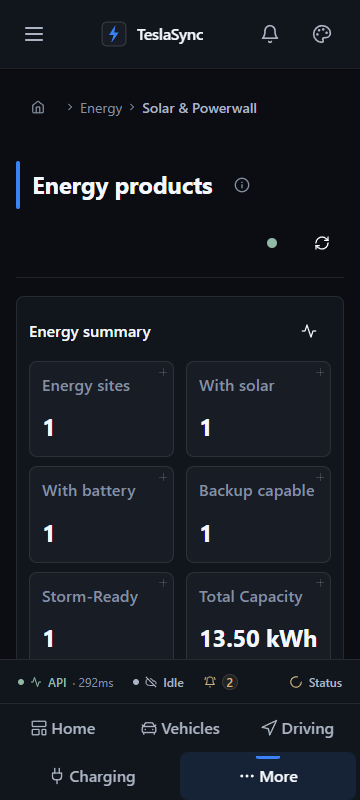 TeslaSync
Energy Solar & Powerwall
Energy products
Energy summary
Energy sites
1
With solar
1
With battery
1
Backup capable
1
Storm-Ready
1
Total Capacity
13.50 kWh
API · 292ms Idle 2 Status
Home Vehicles Driving
Charging More